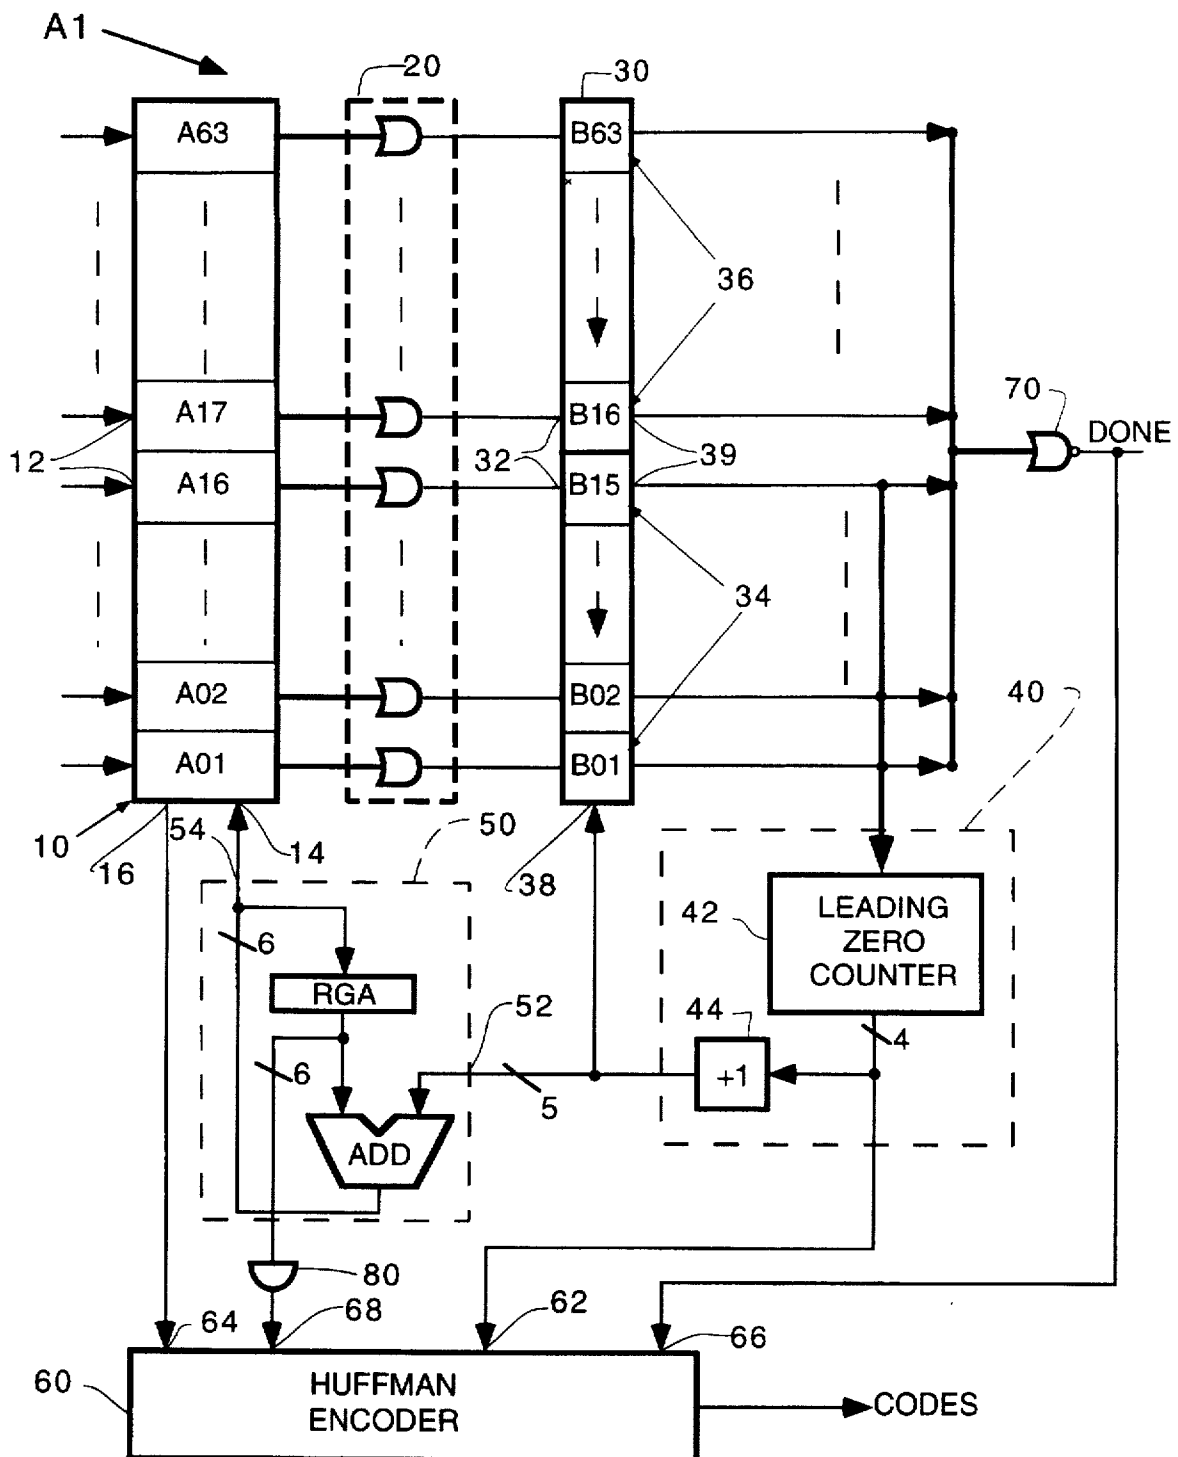 A1
20
30
A63
B63
36
A17
B16
70
DONE
12
32
39
A16
B15
34
A02
B02
40
A01
B01
10
16
54
14
50
38
42
LEADING
ZERO
COUNTER
6
RGA
52
44
4
6
5
+1
ADD
80
64
68
62
66
60
HUFFMAN
ENCODER
CODES